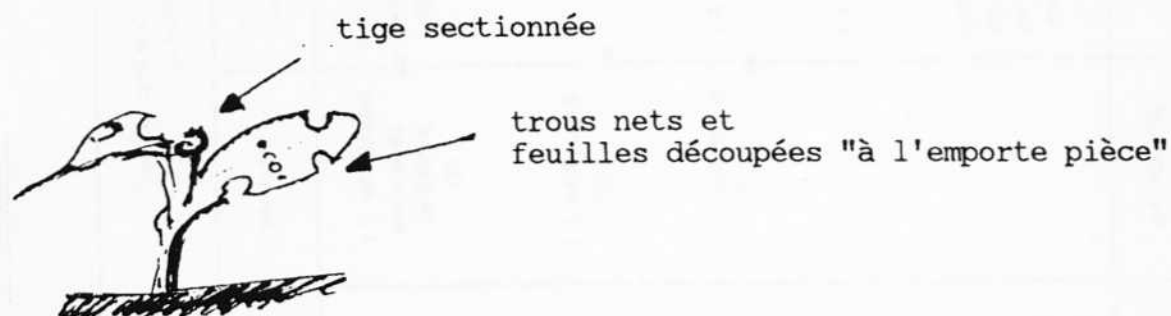 tige sectionnée
trous nets et
feuilles découpées "à l'emporte pièce"